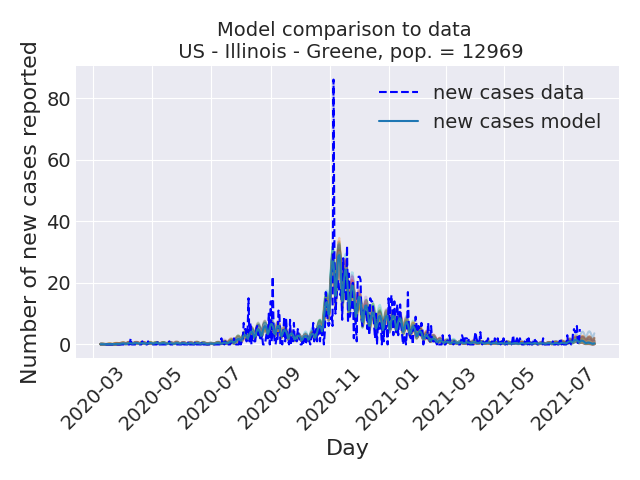 Model comparison to data
US - Illinois - Greene, pop. = 12969
Number of new cases reported
80
60
40
20
0
new cases data
new cases model
2020-03
2020-05
2020-07
2020-09
2020-11
2021-01
2021-03
2021-05
2021-07
Day